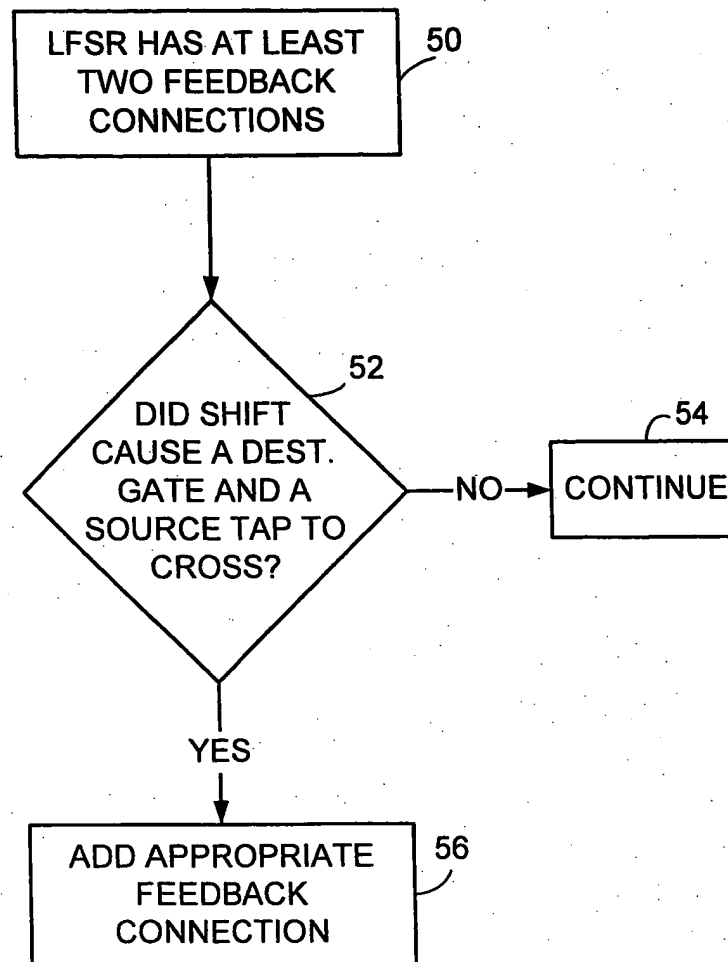 LFSR HAS AT LEAST
TWO FEEDBACK
CONNECTIONS
50
52
DID SHIFT
CAUSE A DEST.
GATE AND A
SOURCE TAP TO
CROSS?
NO
54
CONTINUE
YES
56
ADD APPROPRIATE
FEEDBACK
CONNECTION